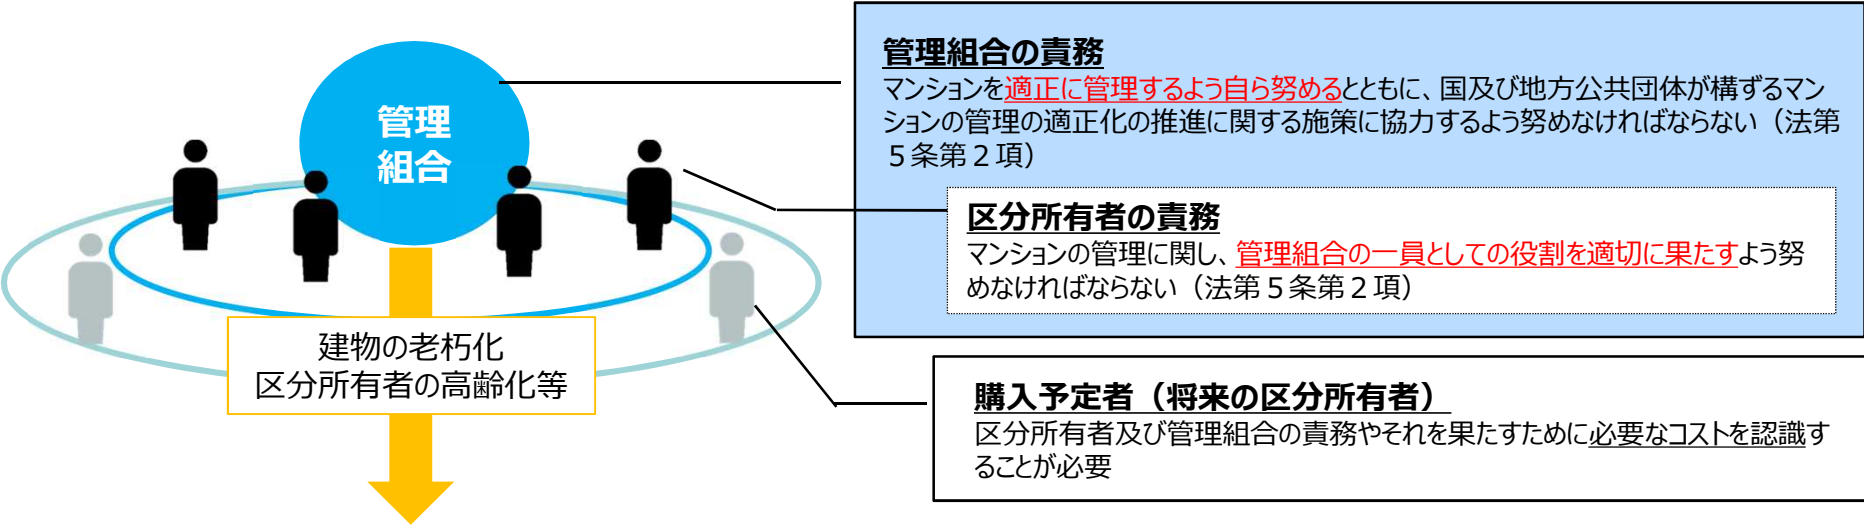 管理
組合
建物の老朽化
区分所有者の高齢化等
管理組合の責務
マンションを適正に管理するよう自ら努めるとともに、国及び地方公共団体が構ずるマン
ションの管理の適正化の推進に関する施策に協力するよう努めなければならない（法第
５条第２項）
区分所有者の責務
マンションの管理に関し、管理組合の一員としての役割を適切に果たすよう努
めなければならない（法第５条第２項）
購入予定者（将来の区分所有者）
区分所有者及び管理組合の責務やそれを果たすために必要なコストを認識す
ることが必要